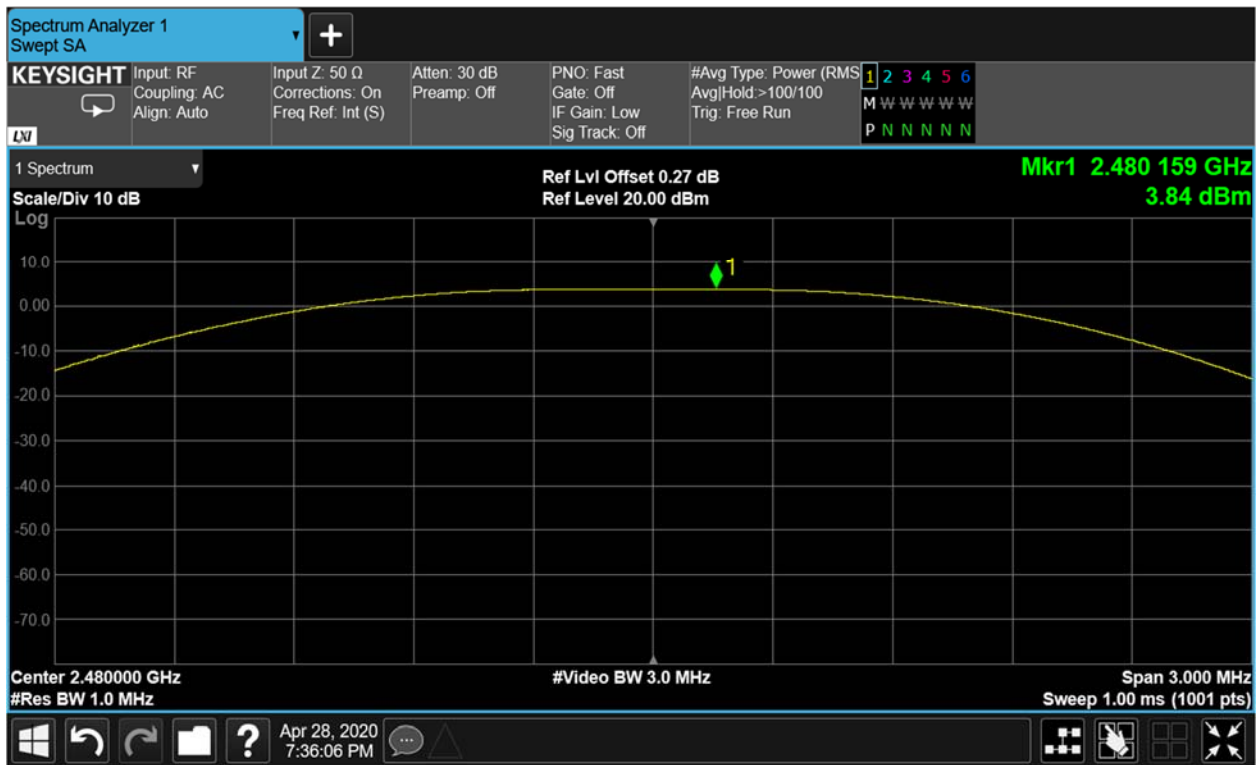 Spectrum Analyzer 1
Swept SA
+
KEYSIGHT
LXI
Input: RF
Coupling: AC
Align: Auto
Input Z: 50 Ω
Corrections: On
Freq Ref: Int (S)
Atten: 30 dB
Preamp: Off
PNO: Fast
Gate: Off
IF Gain: Low
Sig Track: Off
#Avg Type: Power (RMS
Avg|Hold:>100/100
Trig: Free Run
1 2 3 4 5 6
M W W W W W
P N N N N N
1 Spectrum
Scale/Div 10 dB
Ref Lvl Offset 0.27 dB
Ref Level 20.00 dBm
Mkr1 2.480 159 GHz
3.84 dBm
Log
1
10.0
0.00
-10.0
-20.0
-30.0
-40.0
-50.0
-60.0
-70.0
Center 2.480000 GHz
#Res BW 1.0 MHz
#Video BW 3.0 MHz
Span 3.000 MHz
Sweep 1.00 ms (1001 pts)
?
Apr 28, 2020
7:36:06 PM